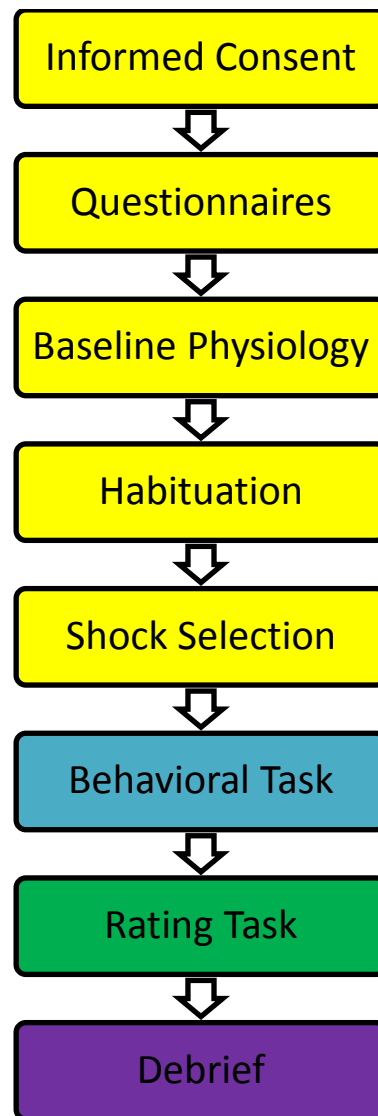 Informed Consent
Questionnaires
Baseline Physiology
Habituation
Shock Selection
Behavioral Task
Rating Task
Debrief